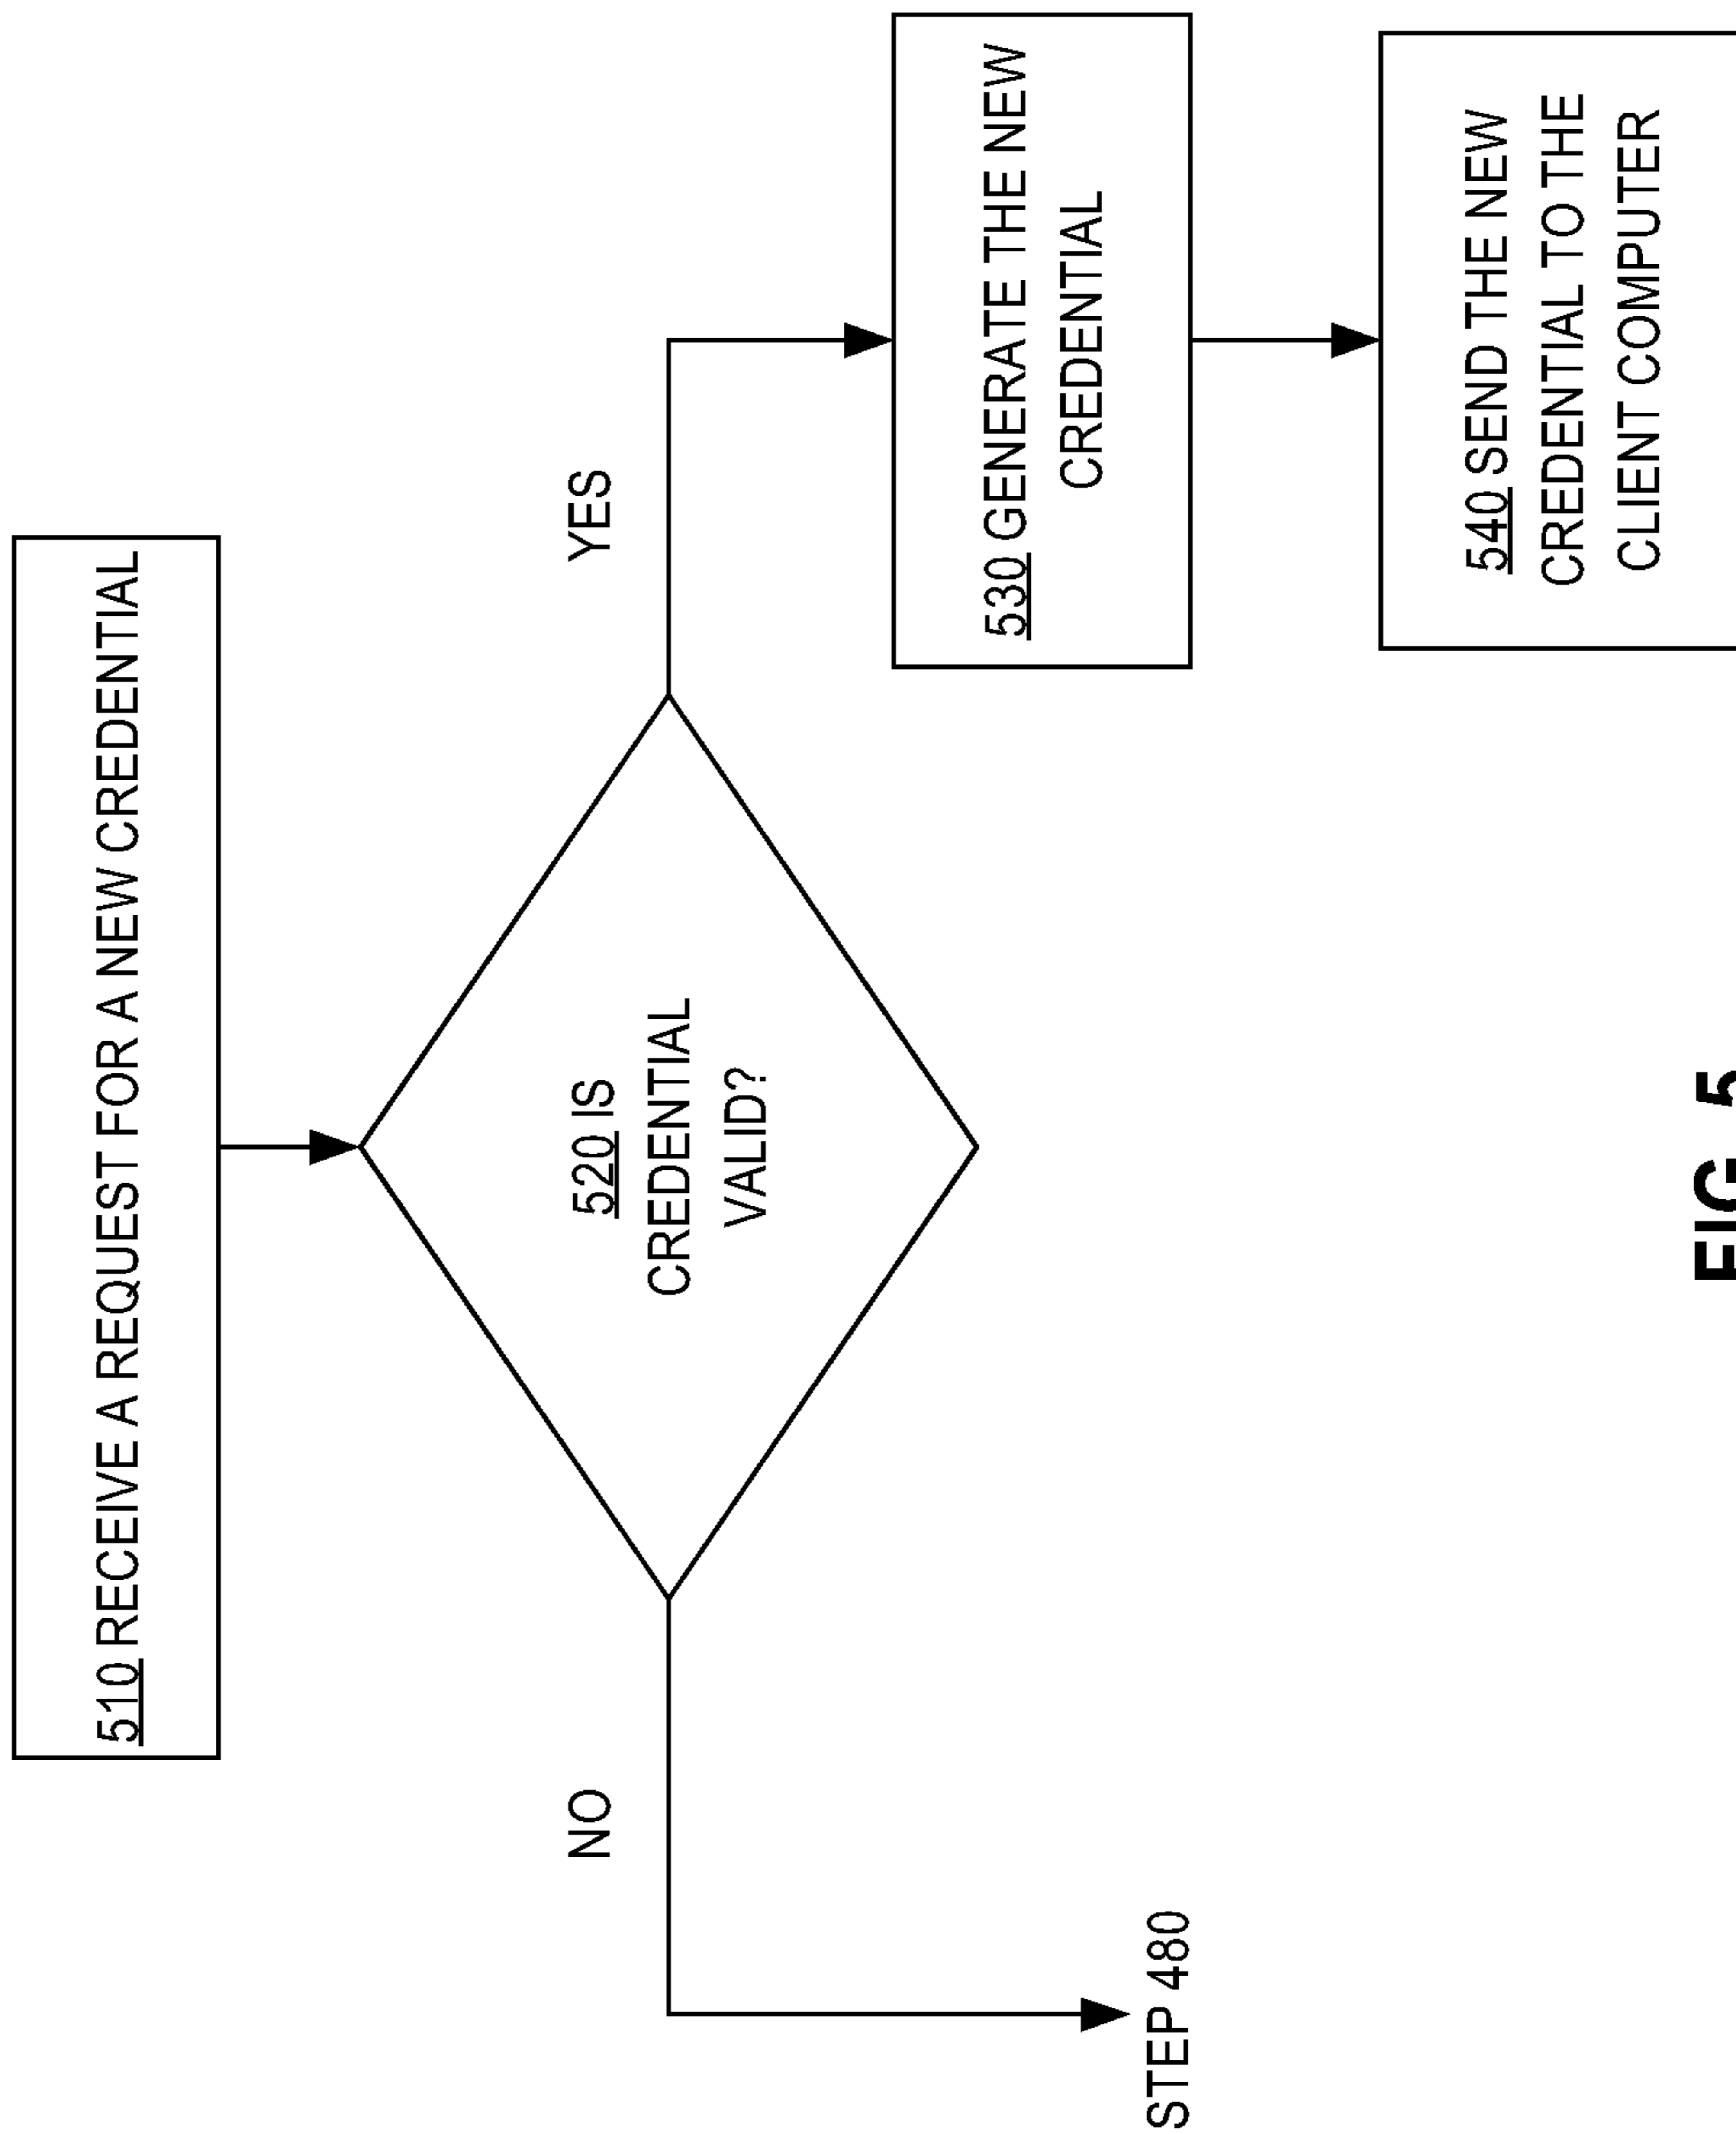 510 RECEIVE A REQUEST FOR A NEW CREDENTIAL
520 IS
CREDENTIAL
VALID?
NO
YES
STEP 480
530 GENERATE THE NEW
CREDENTIAL
540 SEND THE NEW
CREDENTIAL TO THE
CLIENT COMPUTER
FIG. 5